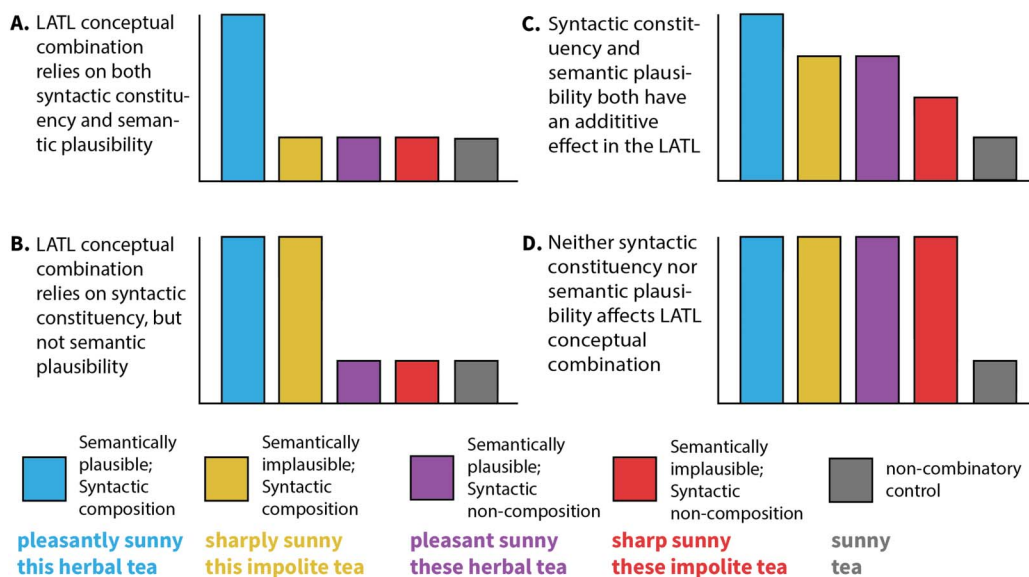 A. LATL conceptual
combination
relies on both
syntactic constitu-
ency and seman-
tic plausibility
C. Syntactic constit-
uency and
semantic plausi-
bility both have
an addititive
effect in the LATL
B. LATL conceptual
combination
relies on syntactic
constituency, but
not semantic
plausibility
D. Neither syntactic
constituency nor
semantic plausi-
bility affects LATL
conceptual
combination
Semantically
plausible;
Syntactic
composition
Semantically
implausible;
Syntactic
composition
Semantically
plausible;
Syntactic
non-composition
Semantically
implausible;
Syntactic
non-composition
non-combinatory
control
pleasantly sunny
this herbal tea
sharply sunny
this impolite tea
pleasant sunny
these herbal tea
sharp sunny
these impolite tea
sunny
tea